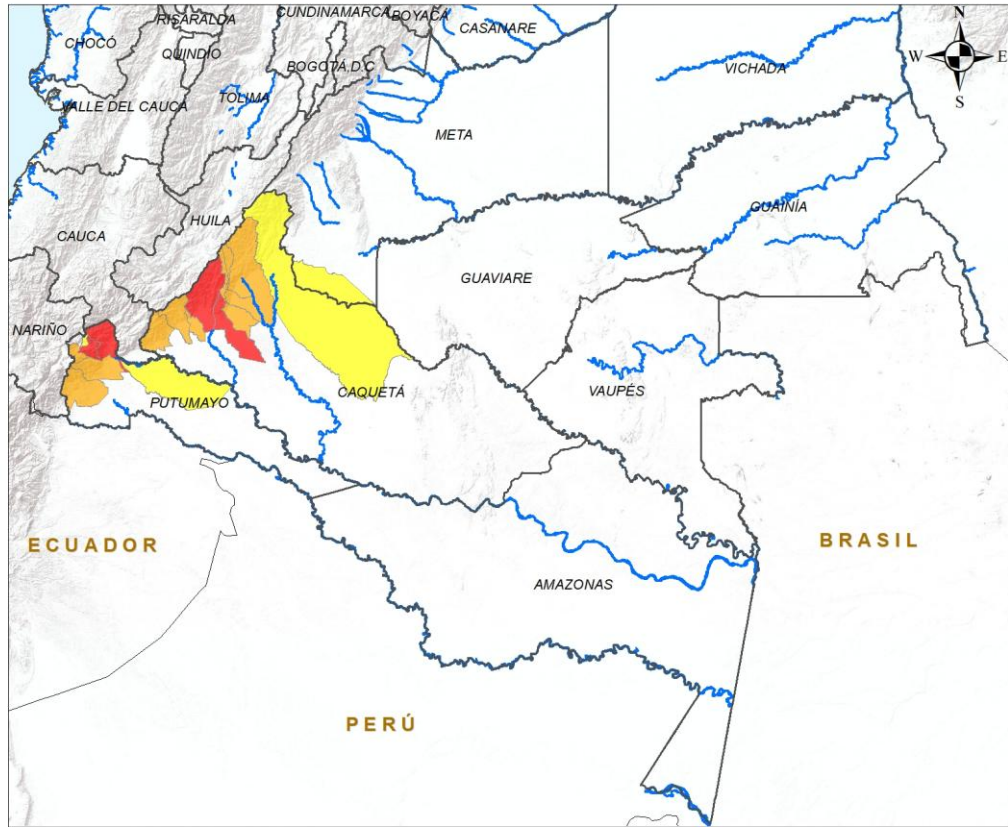 RISARALDA
CUNDINAMARCA
BOYACÁ
CASANARE
N
CHOCÓ
QUINDÍO
W
E
BOGOTÁ D.C
VICHADA
S
VALLE DEL CAUCA
TOLIMA
META
GUAINÍA
HUILA
CAUCA
GUAVIARE
NARIÑO
CAQUETÁ
VAUPÉS
PUTUMAYO
ECUADOR
BRASIL
AMAZONAS
PERÚ